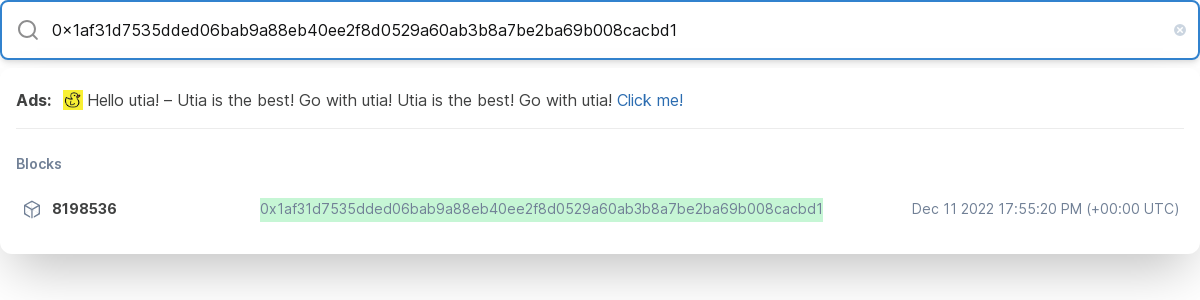 0x1af31d7535dded06bab9a88eb40ee2f8d0529a60ab3b8a7be2ba69b008cacbd1
Ads: Hello utia! – Utia is the best! Go with utia! Utia is the best! Go with utia! Click me!
Blocks
8198536 0x1af31d7535dded06bab9a88eb40ee2f8d0529a60ab3b8a7be2ba69b008cacbd1 Dec 11 2022 17:55:20 PM (+00:00 UTC)